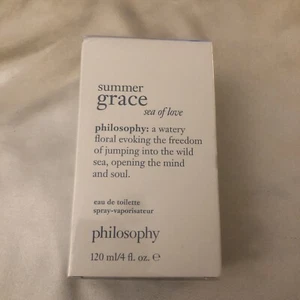 summer
grace
sea of love
philosophy: a watery
floral evoking the freedom
of jumping into the wild
sea, opening the mind
and soul.
eau de toilette
spray-vaporisateur
philosophy
120 ml/4 fl. oz. ℮